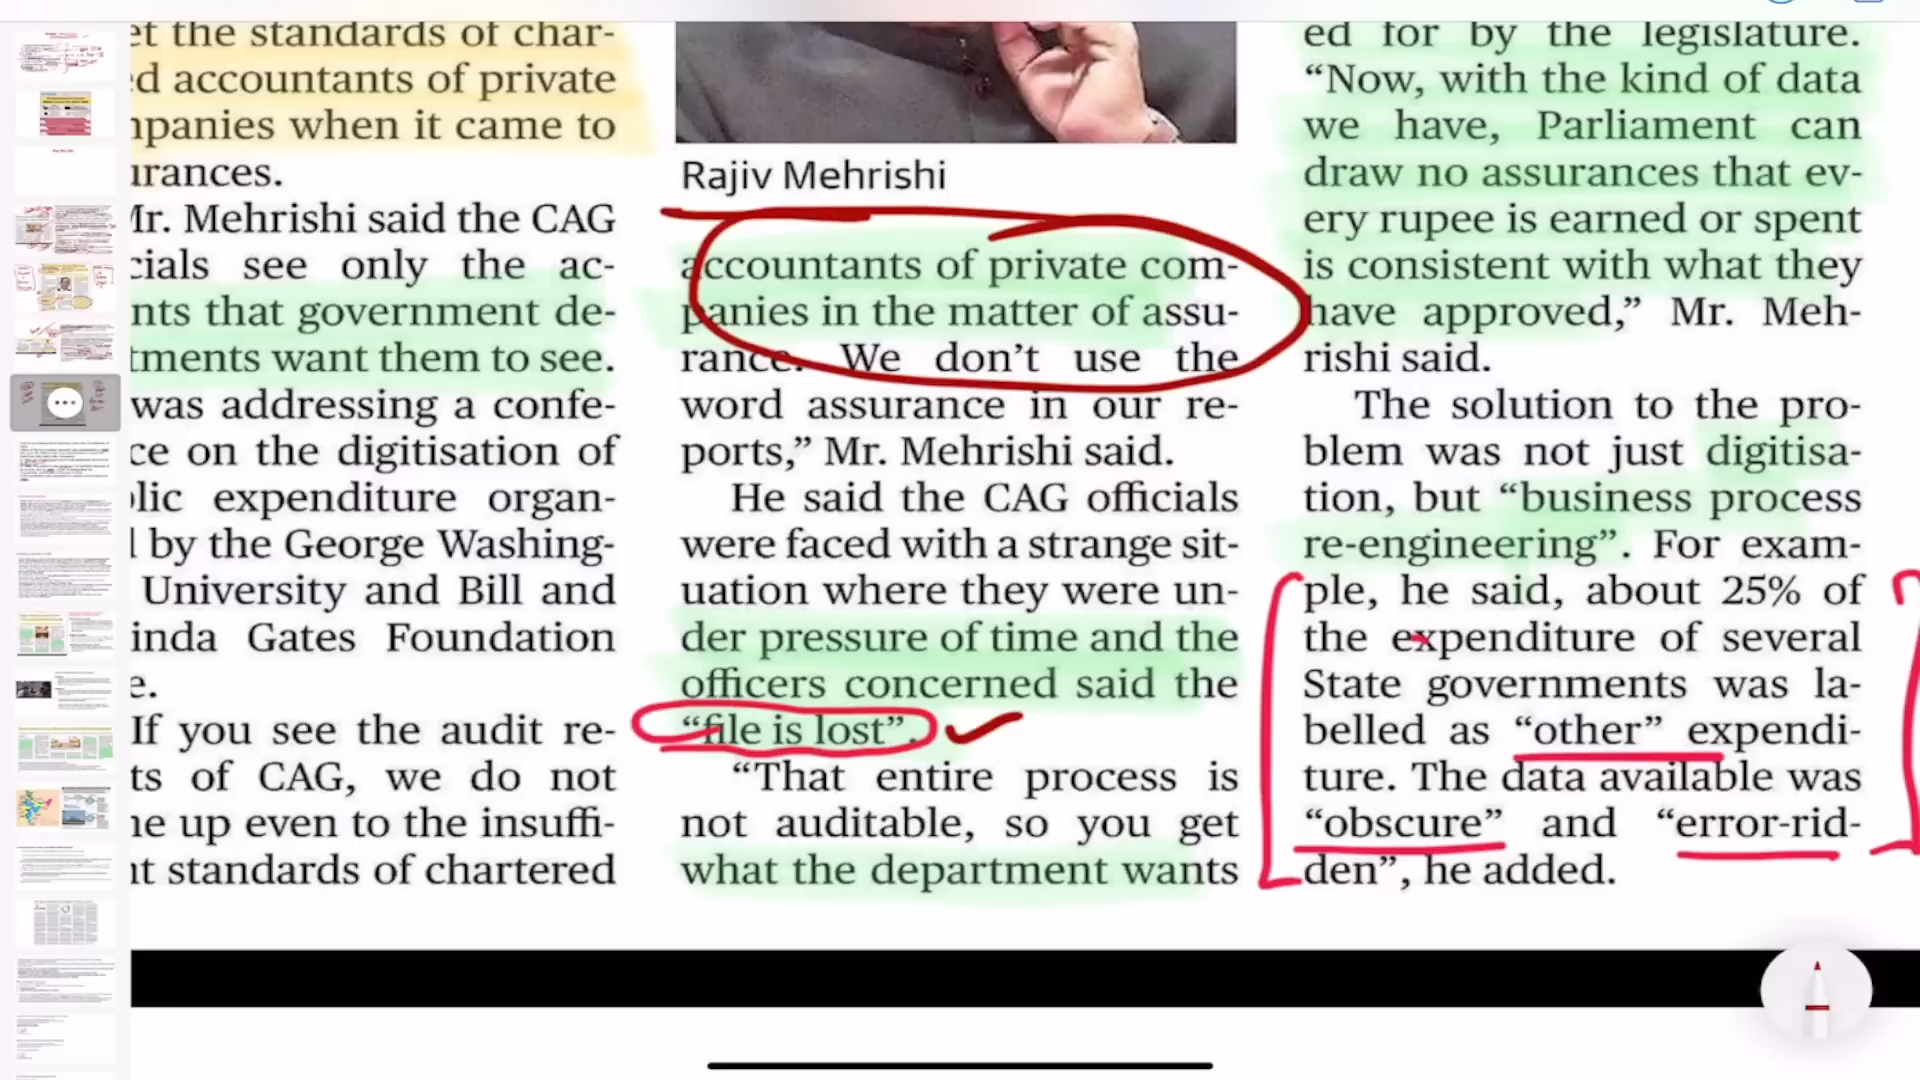 et the standards of char-
ed accountants of private
npanies when it came to
urances.
Mr. Mehrishi said the CAG
cials see only the ac-
nts that government de-
tments want them to see.
was addressing a confe-
ce on the digitisation of
lic expenditure organ-
l by the George Washing-
University and Bill and
inda Gates Foundation
e.
If you see the audit re-
ts of CAG, we do not
ne up even to the insuffi-
nt standards of chartered
Rajiv Mehrishi
accountants of private com-
panies in the matter of assu-
rance. We don’t use the
word assurance in our re-
ports,” Mr. Mehrishi said.
He said the CAG officials
were faced with a strange sit-
uation where they were un-
der pressure of time and the
officers concerned said the
“file is lost”.
“That entire process is
not auditable, so you get
what the department wants
ed for by the legislature.
“Now, with the kind of data
we have, Parliament can
draw no assurances that ev-
ery rupee is earned or spent
is consistent with what they
have approved,” Mr. Meh-
rishi said.
The solution to the pro-
blem was not just digitisa-
tion, but “business process
re-engineering”. For exam-
ple, he said, about 25% of
the expenditure of several
State governments was la-
belled as “other” expendi-
ture. The data available was
“obscure” and “error-rid-
den”, he added.